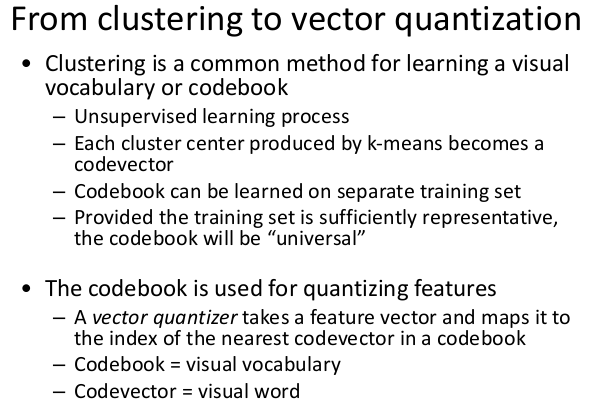 From clustering to vector quantization
• Clustering is a common method for learning a visual
vocabulary or codebook
– Unsupervised learning process
– Each cluster center produced by k-means becomes a
codevector
– Codebook can be learned on separate training set
– Provided the training set is sufficiently representative,
the codebook will be “universal”
• The codebook is used for quantizing features
– A vector quantizer takes a feature vector and maps it to
the index of the nearest codevector in a codebook
– Codebook = visual vocabulary
– Codevector = visual word